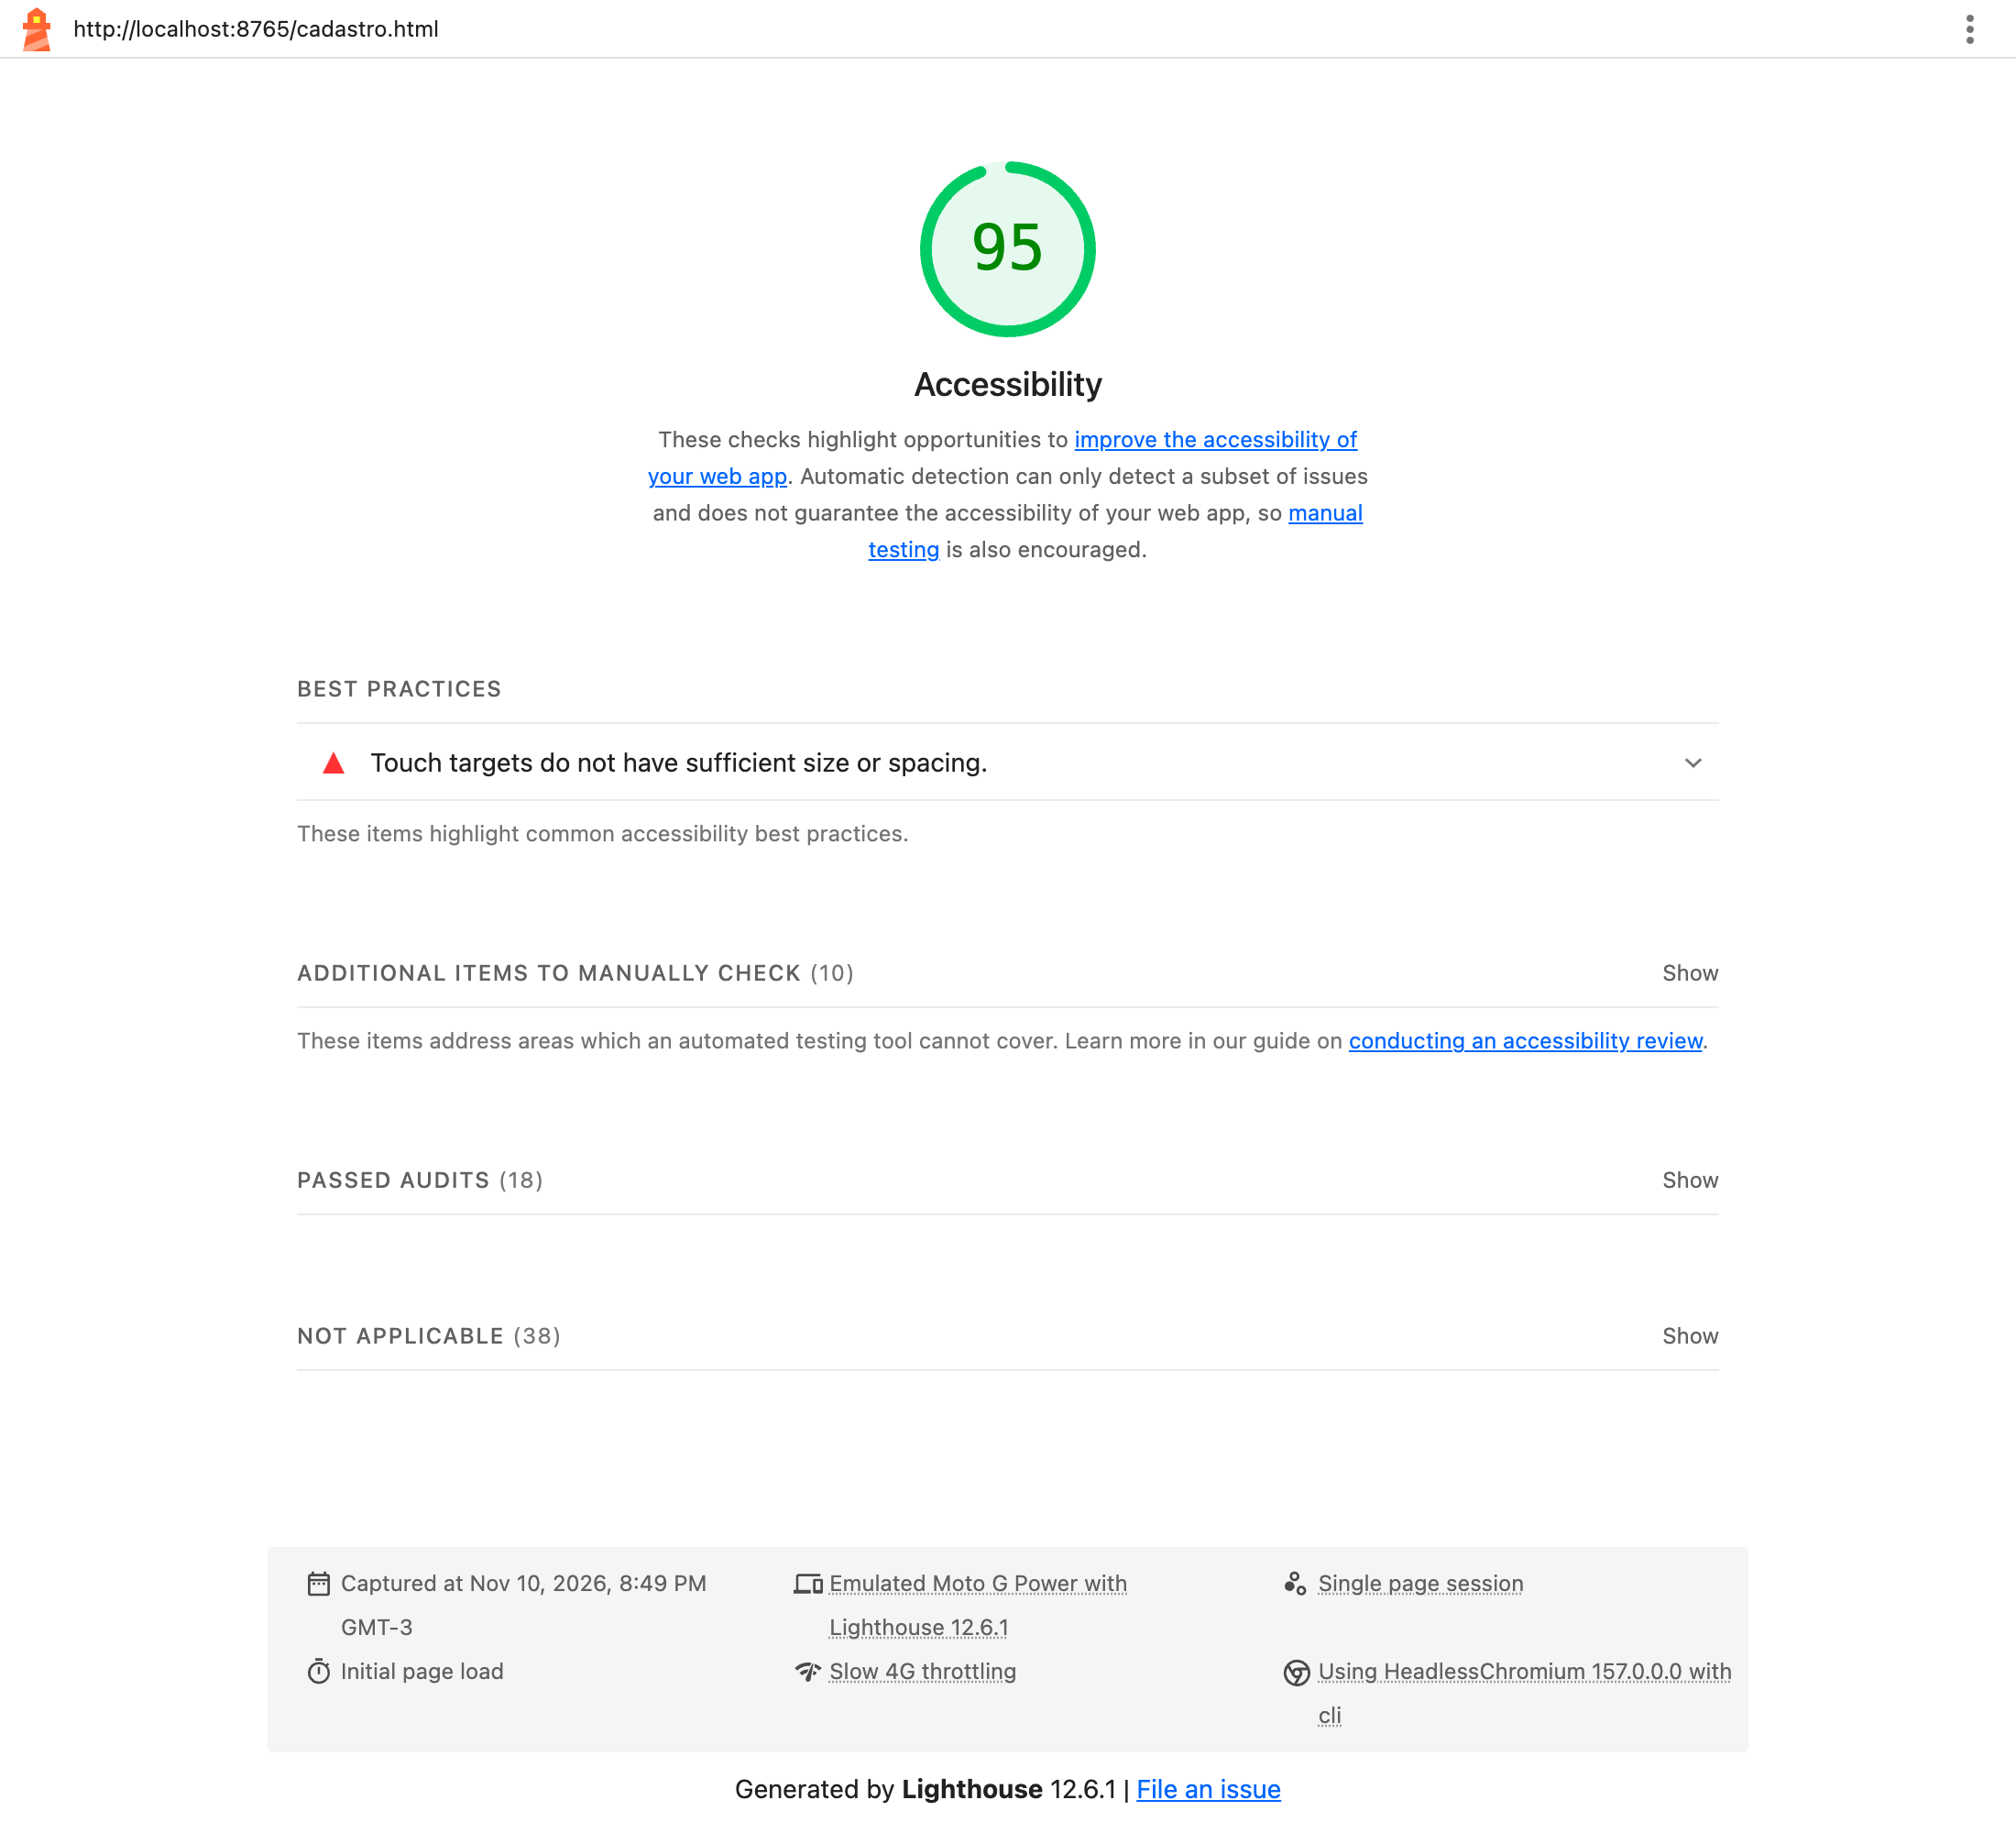 http://localhost:8765/cadastro.html
95
Accessibility
These checks highlight opportunities to improve the accessibility of
your web app. Automatic detection can only detect a subset of issues
and does not guarantee the accessibility of your web app, so manual
testing is also encouraged.
BEST PRACTICES
Touch targets do not have sufficient size or spacing.
These items highlight common accessibility best practices.
ADDITIONAL ITEMS TO MANUALLY CHECK (10) Show
These items address areas which an automated testing tool cannot cover. Learn more in our guide on conducting an accessibility review.
PASSED AUDITS (18) Show
NOT APPLICABLE (38) Show
Captured at Nov 10, 2026, 8:49 PM
GMT-3
Emulated Moto G Power with
Lighthouse 12.6.1
Single page session
Initial page load
Slow 4G throttling
Using HeadlessChromium 157.0.0.0 with
cli
Generated by Lighthouse 12.6.1 | File an issue